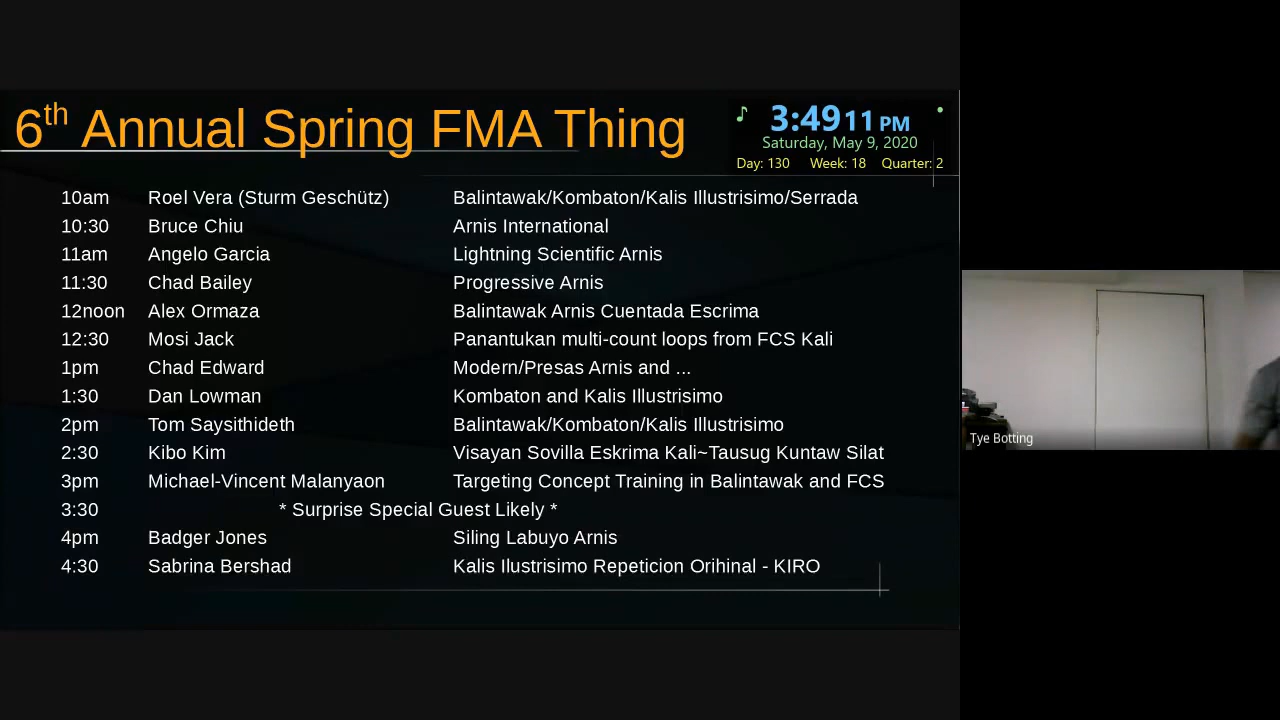 6th Annual Spring FMA Thing
3:49 11 PM
Saturday, May 9, 2020
Day: 130 Week: 18 Quarter: 2
10am Roel Vera (Sturm Geschütz) Balintawak/Kombaton/Kalis Illustrisimo/Serrada
10:30 Bruce Chiu Arnis International
11am Angelo Garcia Lightning Scientific Arnis
11:30 Chad Bailey Progressive Arnis
12noon Alex Ormaza Balintawak Arnis Cuentada Escrima
12:30 Mosi Jack Panantukan multi-count loops from FCS Kali
1pm Chad Edward Modern/Presas Arnis and ...
1:30 Dan Lowman Kombaton and Kalis Illustrisimo
2pm Tom Saysithideth Balintawak/Kombaton/Kalis Illustrisimo
2:30 Kibo Kim Visayan Sovilla Eskrima Kali~Tausug Kuntaw Silat
3pm Michael-Vincent Malanyaon Targeting Concept Training in Balintawak and FCS
3:30 * Surprise Special Guest Likely *
4pm Badger Jones Siling Labuyo Arnis
4:30 Sabrina Bershad Kalis Ilustrisimo Repeticion Orihinal - KIRO
Tye Botting